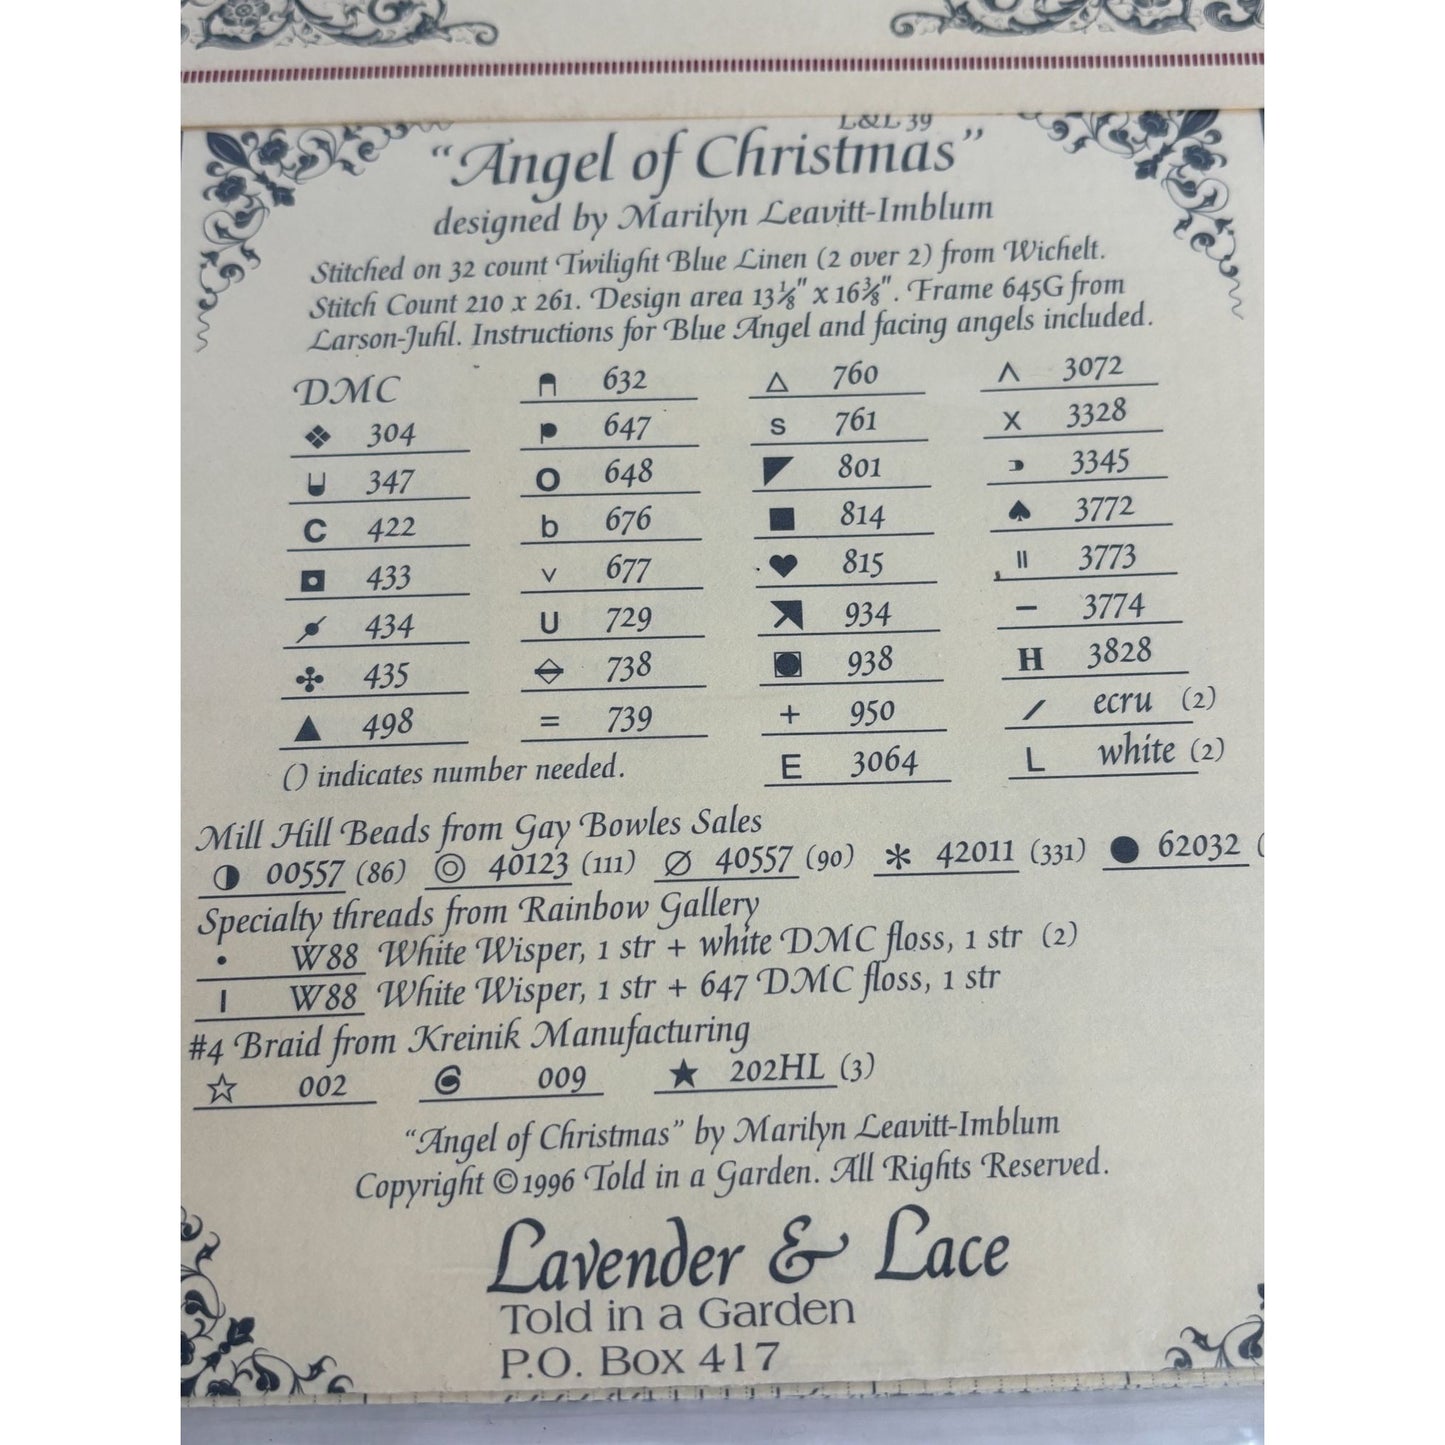 L&L 39
"Angel of Christmas"
designed by Marilyn Leavitt-Imblum
Stitched on 32 count Twilight Blue Linen (2 over 2) from Wichelt.
Stitch Count 210 x 261. Design area 13⅛" x 16⅜". Frame 645G from
Larson-Juhl. Instructions for Blue Angel and facing angels included.
DMC
304
347
C 422
433
434
435
498
632
647
O 648
b 676
v 677
U 729
738
= 739
() indicates number needed.
△ 760
s 761
801
■ 814
♥ 815
934
938
+ 950
E 3064
∧ 3072
x 3328
3345
♠ 3772
॥ 3773
– 3774
H 3828
/ ecru (2)
L white (2)
Mill Hill Beads from Gay Bowles Sales
◑ 00557 (86) ◎ 40123 (111) ∅ 40557 (90) * 42011 (331) ● 62032 (
Specialty threads from Rainbow Gallery
• W88 White Wisper, 1 str + white DMC floss, 1 str (2)
| W88 White Wisper, 1 str + 647 DMC floss, 1 str
#4 Braid from Kreinik Manufacturing
☆ 002 009 ★ 202HL (3)
"Angel of Christmas" by Marilyn Leavitt-Imblum
Copyright ©1996 Told in a Garden. All Rights Reserved.
Lavender & Lace
Told in a Garden
P.O. Box 417